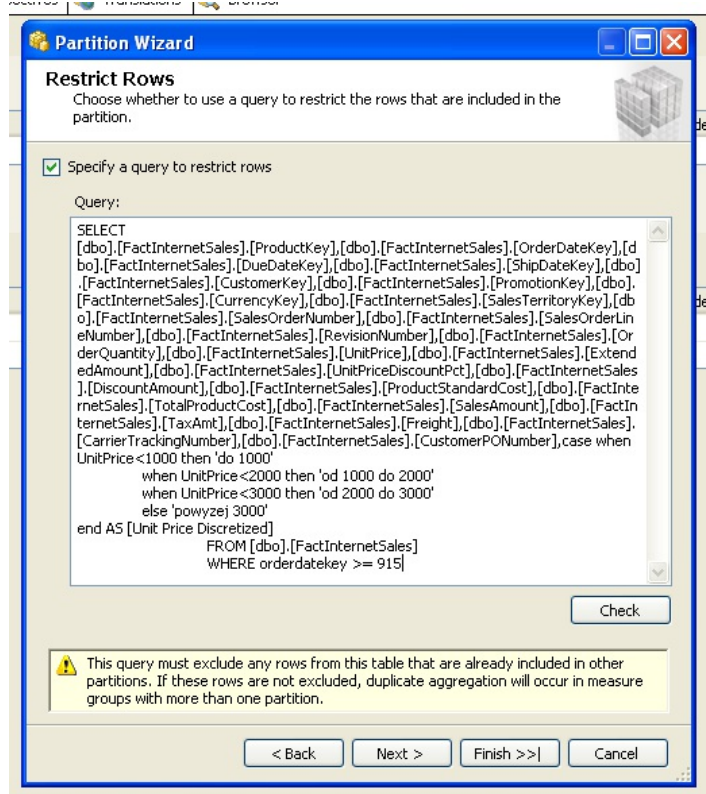 Translations
Browser
Partition Wizard
Restrict Rows
Choose whether to use a query to restrict the rows that are included in the
partition.
Specify a query to restrict rows
Query:
SELECT
[dbo].[FactInternetSales].[ProductKey],[dbo].[FactInternetSales].[OrderDateKey],[d
bo].[FactInternetSales].[DueDateKey],[dbo].[FactInternetSales].[ShipDateKey],[dbo]
.[FactInternetSales].[CustomerKey],[dbo].[FactInternetSales].[PromotionKey],[dbo].
[FactInternetSales].[CurrencyKey],[dbo].[FactInternetSales].[SalesTerritoryKey],[db
o].[FactInternetSales].[SalesOrderNumber],[dbo].[FactInternetSales].[SalesOrderLin
eNumber],[dbo].[FactInternetSales].[RevisionNumber],[dbo].[FactInternetSales].[Or
derQuantity],[dbo].[FactInternetSales].[UnitPrice],[dbo].[FactInternetSales].[Extend
edAmount],[dbo].[FactInternetSales].[UnitPriceDiscountPct],[dbo].[FactInternetSales
].[DiscountAmount],[dbo].[FactInternetSales].[ProductStandardCost],[dbo].[FactInte
rnetSales].[TotalProductCost],[dbo].[FactInternetSales].[SalesAmount],[dbo].[FactIn
ternetSales].[TaxAmt],[dbo].[FactInternetSales].[Freight],[dbo].[FactInternetSales].
[CarrierTrackingNumber],[dbo].[FactInternetSales].[CustomerPONumber],case when
UnitPrice<1000 then 'do 1000'
when UnitPrice<2000 then 'od 1000 do 2000'
when UnitPrice<3000 then 'od 2000 do 3000'
else 'powyzej 3000'
end AS [Unit Price Discretized]
FROM [dbo].[FactInternetSales]
WHERE orderdatekey >= 915
Check
This query must exclude any rows from this table that are already included in other
partitions. If these rows are not excluded, duplicate aggregation will occur in measure
groups with more than one partition.
< Back
Next >
Finish >>|
Cancel